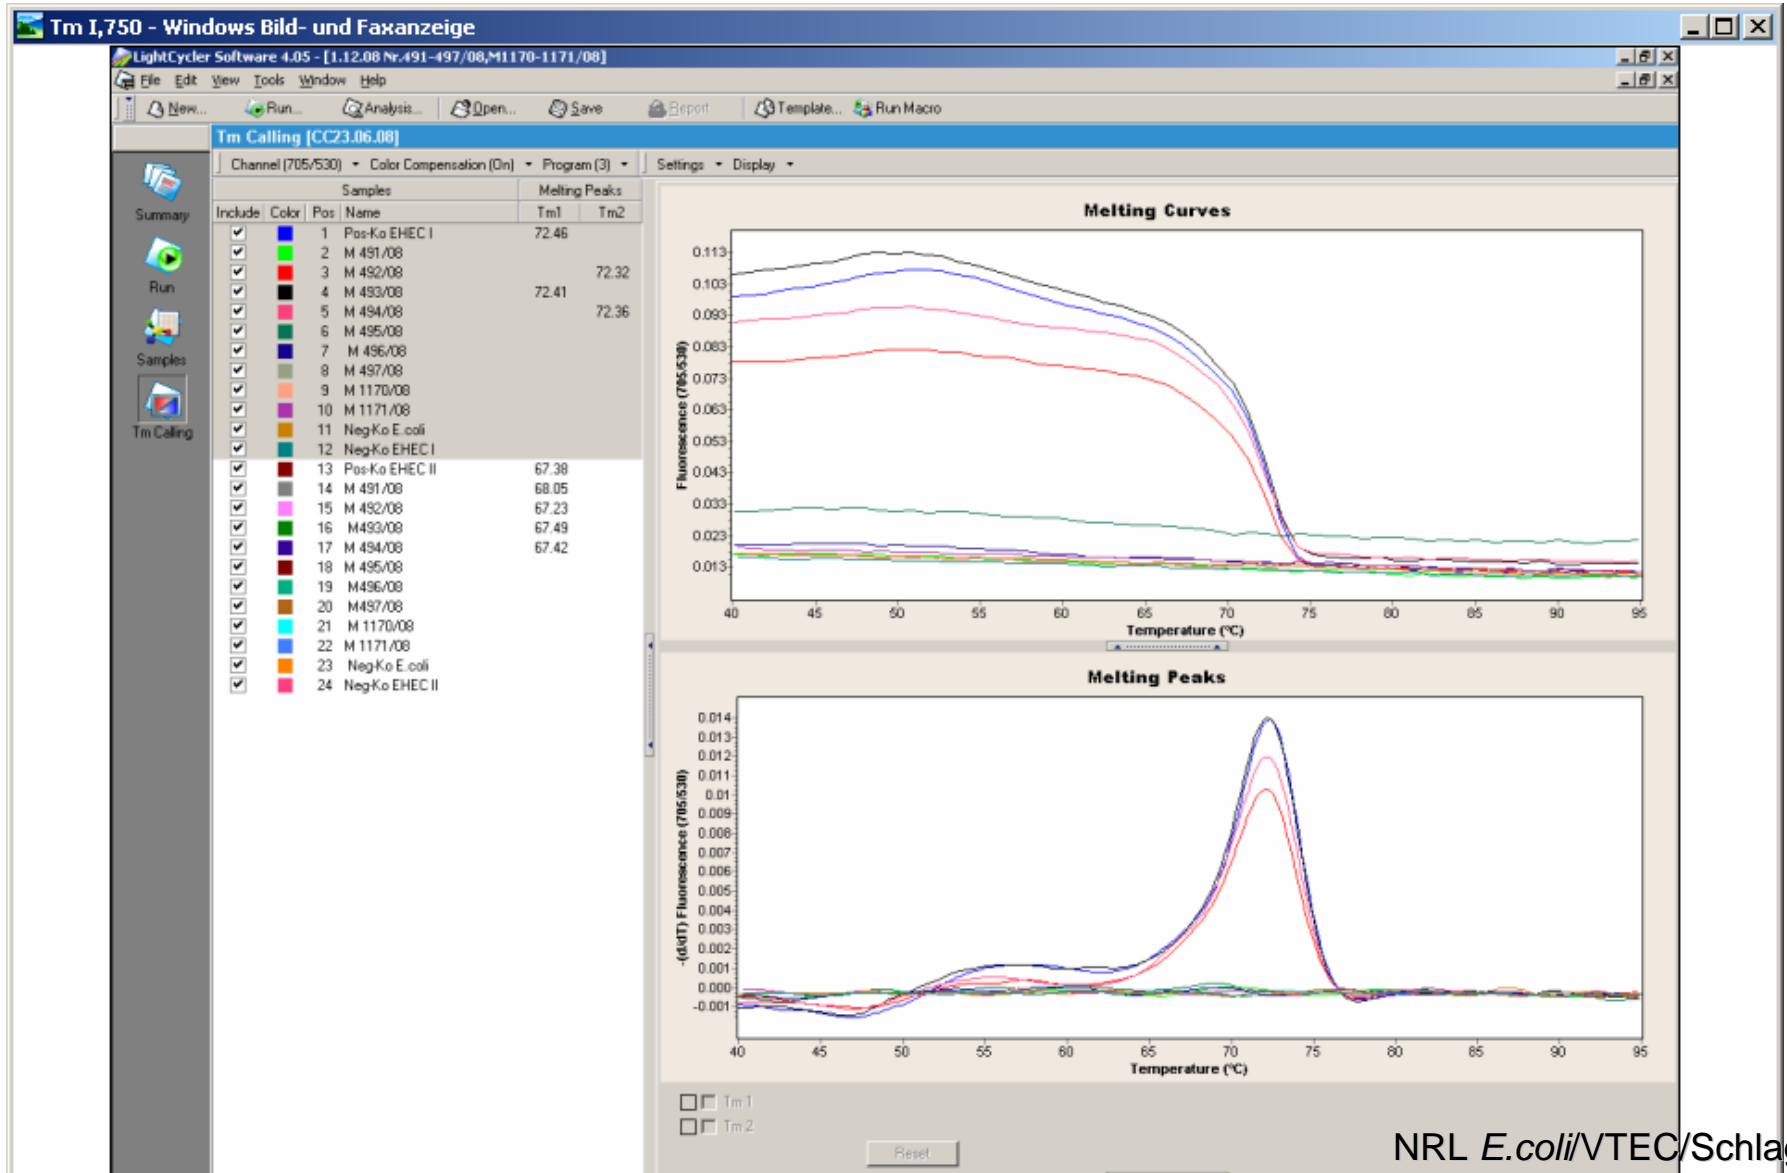 Tm I,750 - Windows Bild- und Faxanzeige
LightCycler Software 4.05 - [1.12.08 Nr.491-497/08,M1170-1171/08]
File Edit View Tools Window Help
New... Run... Analysis... Open... Save Report Template... Run Macro
Tm Calling [CC23.06.08]
Channel (705/530) Color Compensation (On) Program (3) Settings Display
Summary
Run
Samples
Tm Calling
Samples Melting Peaks
Include Color Pos Name Tm1 Tm2
1 Pos-Ko EHEC I 72.46
2 M 491/08
3 M 492/08 72.32
4 M 493/08 72.41
5 M 494/08 72.36
6 M 495/08
7 M 496/08
8 M 497/08
9 M 1170/08
10 M 1171/08
11 Neg-Ko E.coli
12 Neg-Ko EHEC I
13 Pos-Ko EHEC II 67.38
14 M 491/08 68.05
15 M 492/08 67.23
16 M493/08 67.49
17 M 494/08 67.42
18 M 495/08
19 M496/08
20 M497/08
21 M 1170/08
22 M 1171/08
23 Neg-Ko E.coli
24 Neg-Ko EHEC II
Melting Curves
Fluorescence (705/530)
0.113
0.103
0.093
0.083
0.073
0.063
0.053
0.043
0.033
0.023
0.013
40 45 50 55 60 65 70 75 80 85 90 95
Temperature (°C)
Melting Peaks
-(d/dT) Fluorescence (705/530)
0.014
0.013
0.012
0.011
0.01
0.009
0.008
0.007
0.006
0.005
0.004
0.003
0.002
0.001
0.000
-0.001
40 45 50 55 60 65 70 75 80 85 90 95
Temperature (°C)
Tm 1
Tm 2
Reset
NRL E.coli/VTEC/Schlag